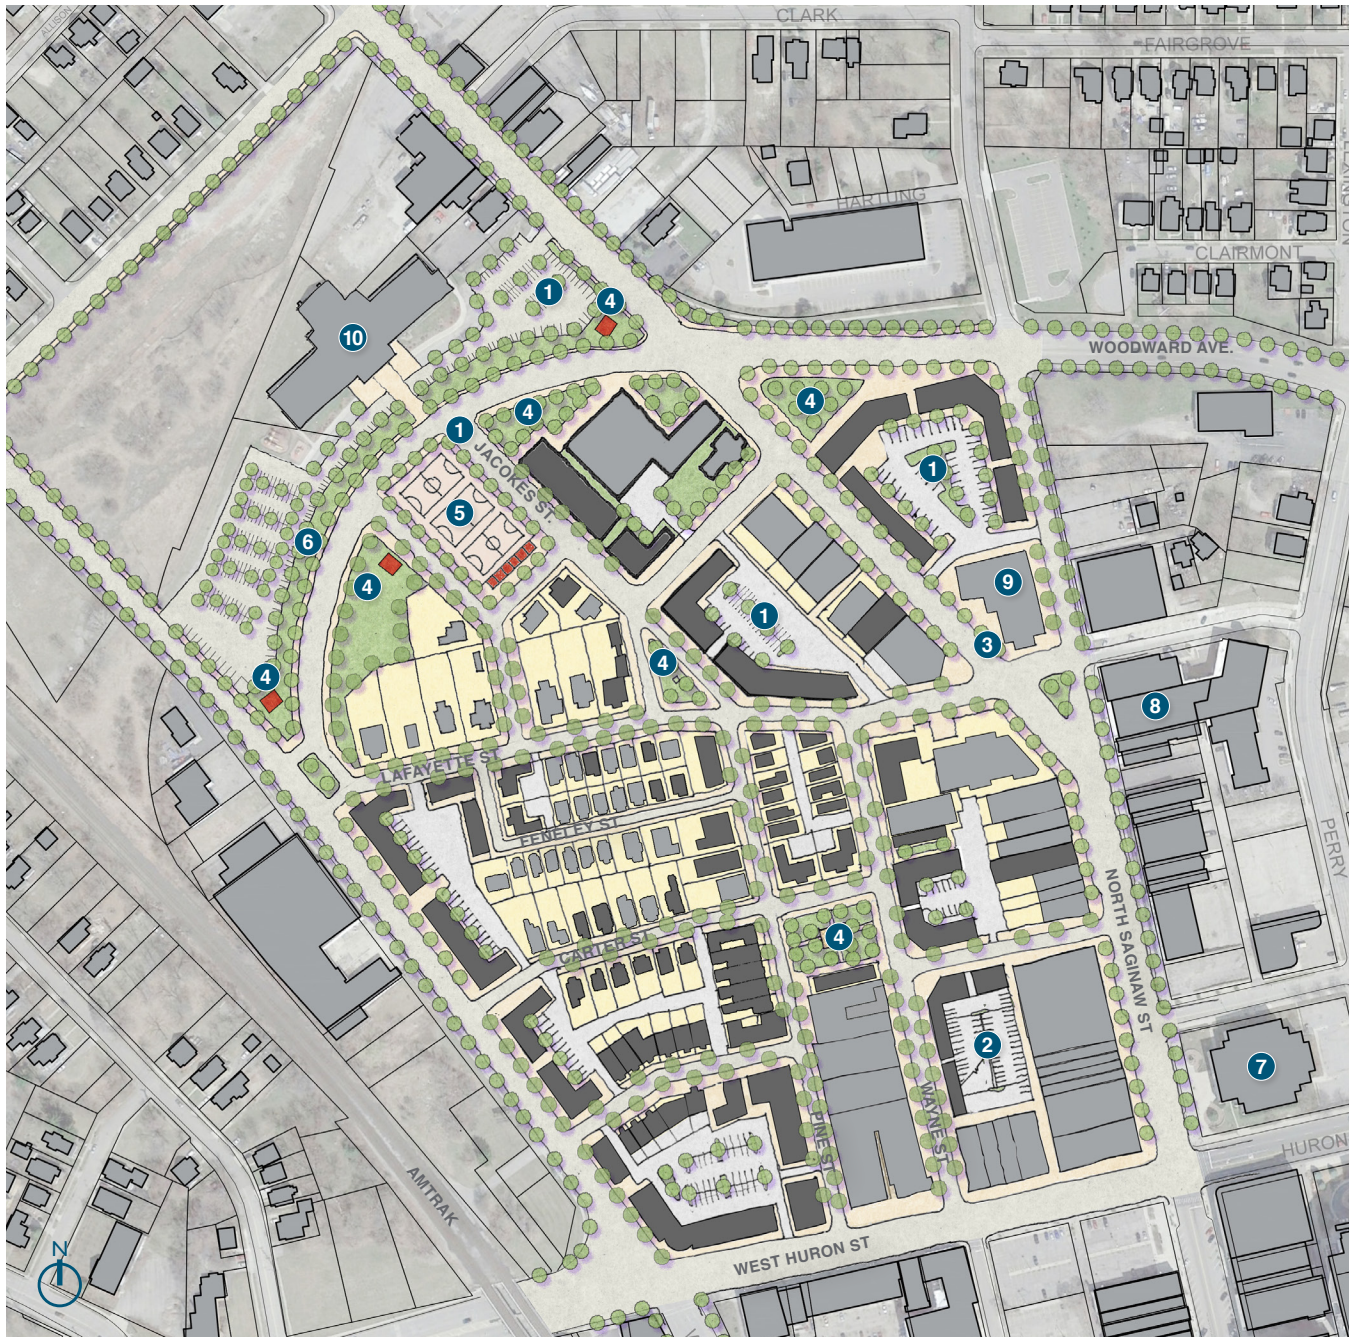 ALLISON
CLARK
FAIRGROVE
HARTUNG
CLAIRMONT
1
4
10
WOODWARD AVE.
4
4
1
JACOKES ST.
1
5
6
4
9
1
3
4
4
8
LAFAYETTE ST
FENELEY ST
PERRY
NORTH SAGINAW ST
4
CARTER ST
2
7
PINE ST
WAYNE ST
HURON
AMTRAK
WEST HURON ST
N